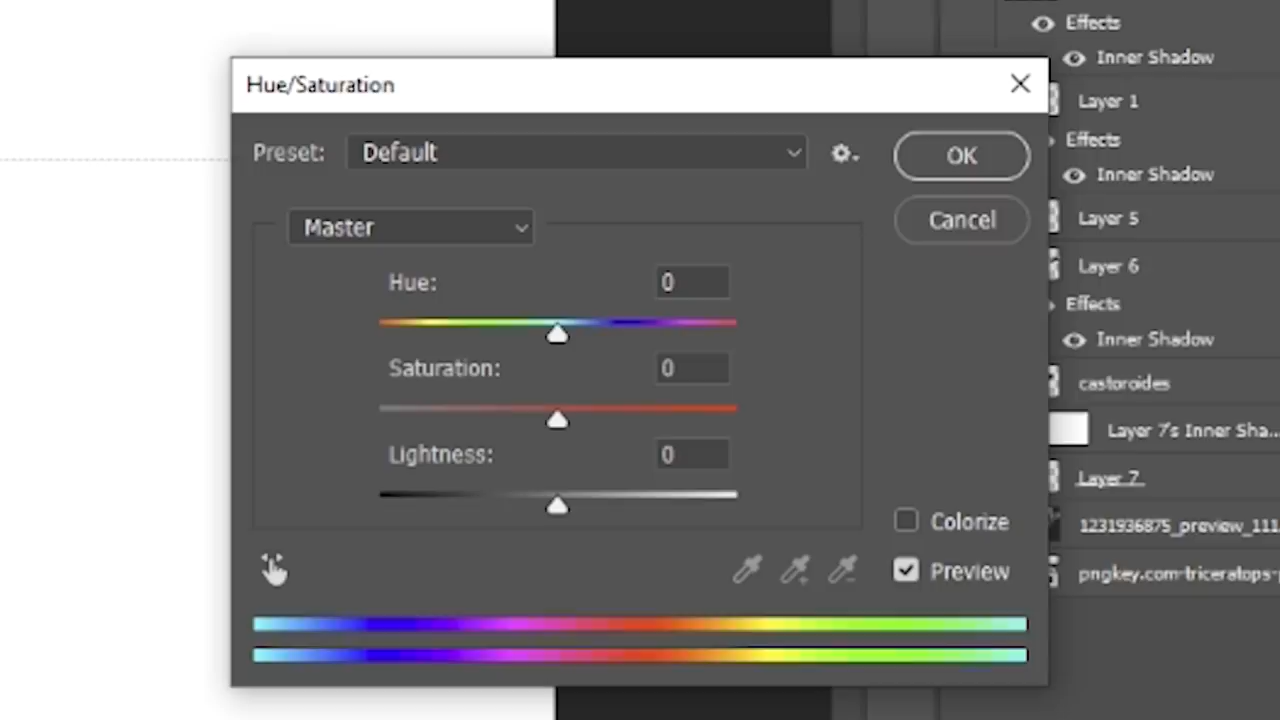 Hue/Saturation
Preset:
Default
OK
Cancel
Master
Hue:
0
Saturation:
0
Lightness:
0
Colorize
Preview
Effects
Inner Shadow
Layer 1
Effects
Inner Shadow
Layer 5
Layer 6
Effects
Inner Shadow
castoroides
Layer 7's Inner Sha...
Layer 7
1231936875_preview_111
pngkey.com-triceratops-